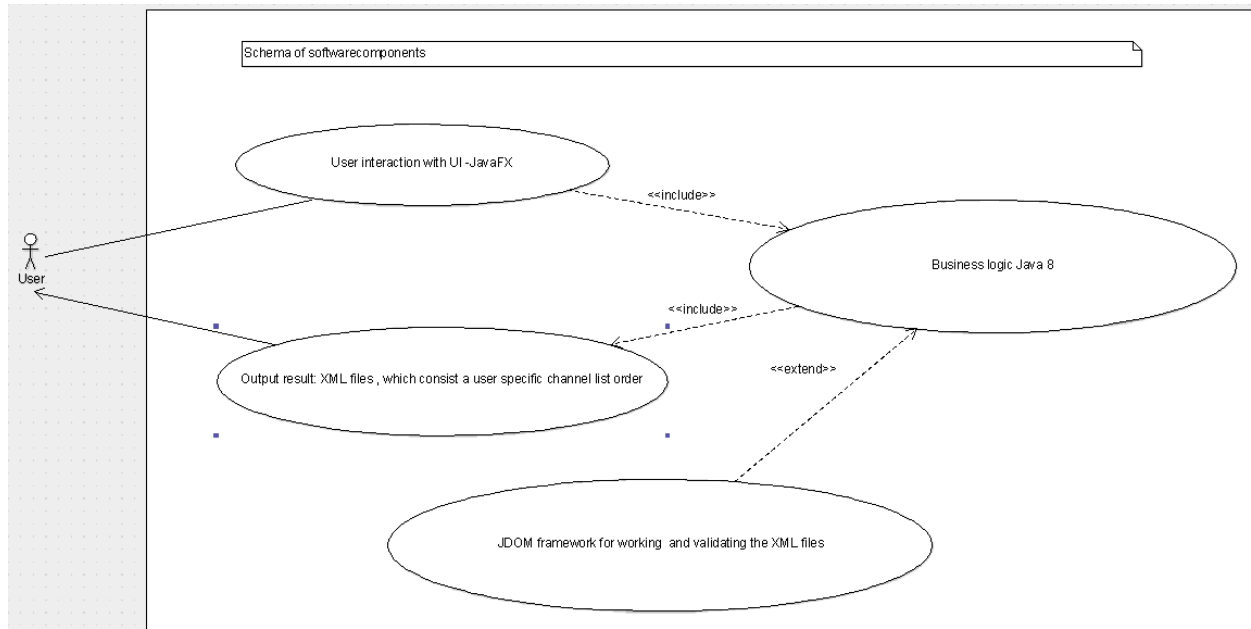 Schema of softwarecomponents
User interaction with UI -JavaFX
<<include>>
User
Business logic Java 8
<<include>>
<<extend>>
Output result: XML files , which consist a user specific channel list order
JDOM framework for working  and validating the XML files